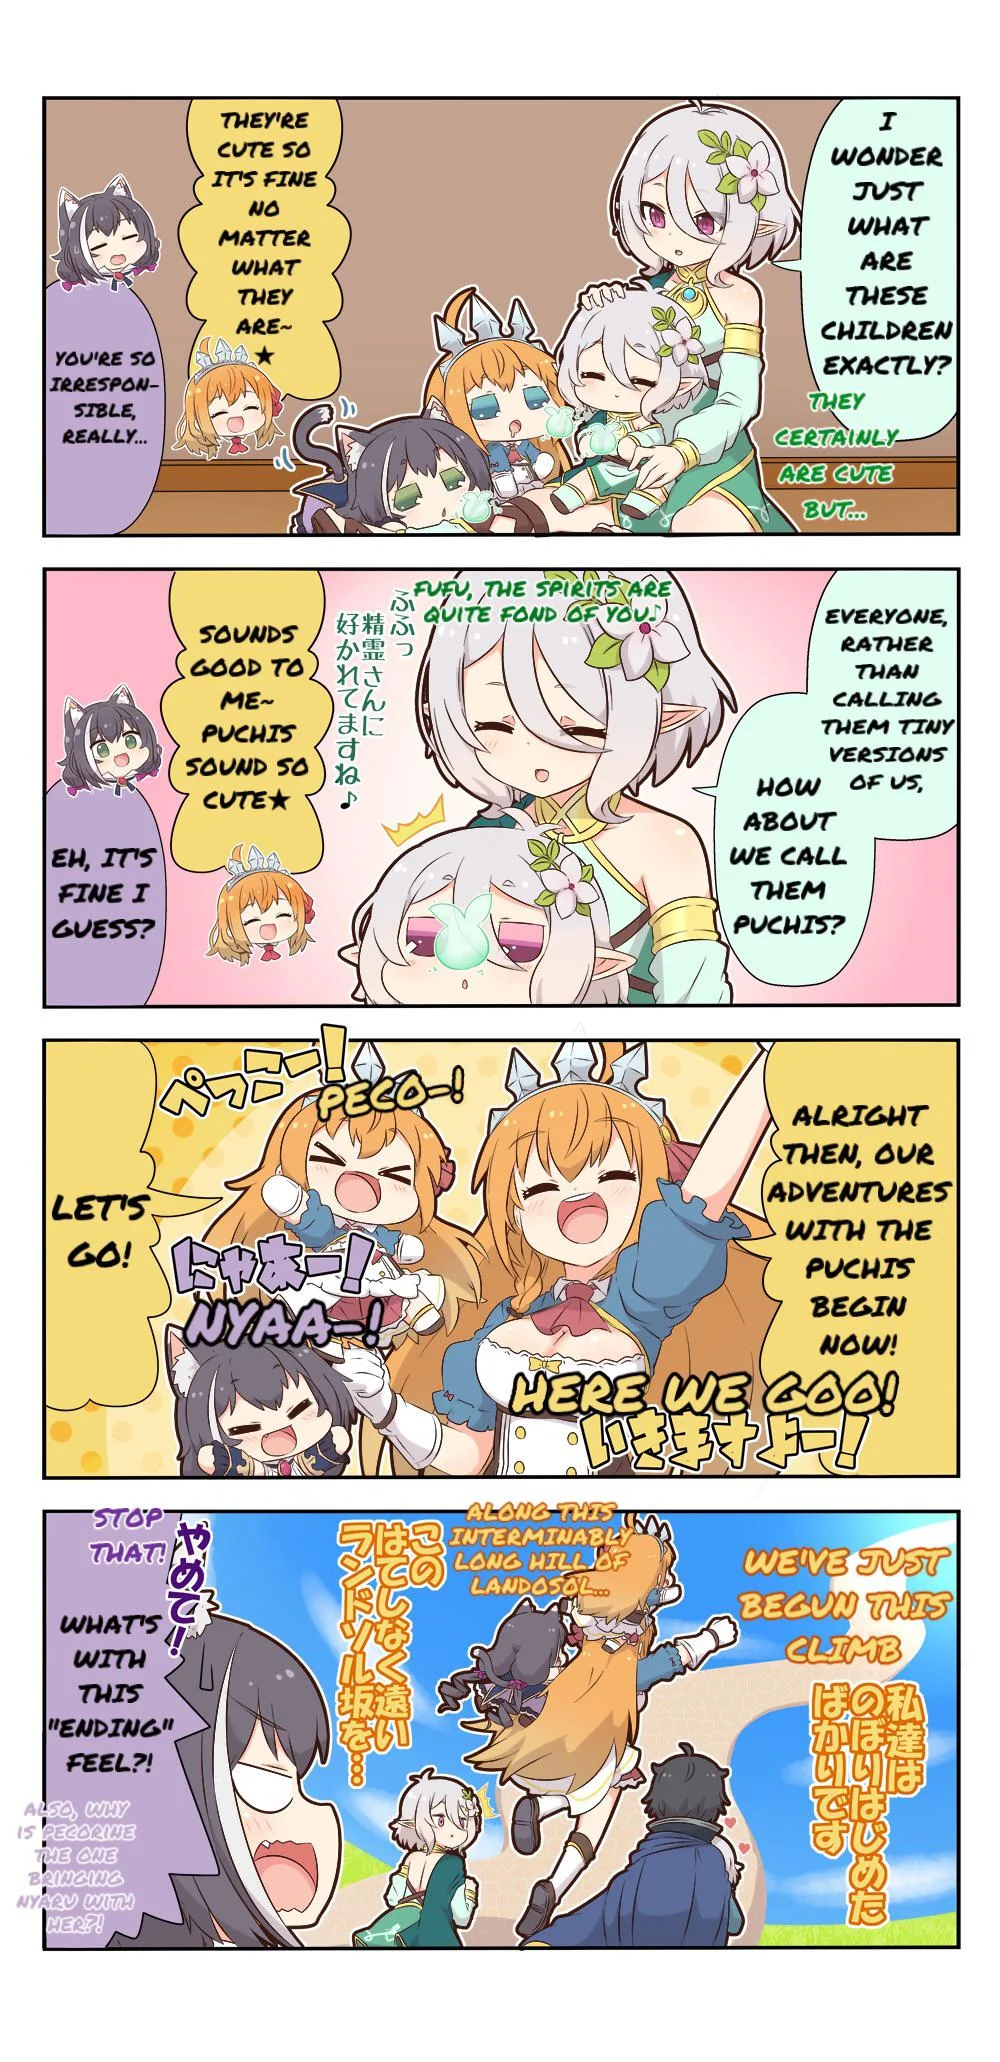 I
WONDER
JUST
WHAT
ARE
THESE
CHILDREN
EXACTLY?
THEY
CERTAINLY
ARE CUTE
BUT...
THEY'RE
CUTE SO
IT'S FINE
NO
MATTER
WHAT
THEY
ARE~
★
YOU'RE SO
IRRESPON-
SIBLE,
REALLY...
EVERYONE,
RATHER
THAN
CALLING
THEM TINY
VERSIONS
OF US,
HOW
ABOUT
WE CALL
THEM
PUCHIS?
FUFU, THE SPIRITS ARE
QUITE FOND OF YOU♪
ふふっ
精霊さんに
好かれてますね♪
SOUNDS
GOOD TO
ME~
PUCHIS
SOUND SO
CUTE★
EH, IT'S
FINE I
GUESS?
ALRIGHT
THEN, OUR
ADVENTURES
WITH THE
PUCHIS
BEGIN
NOW!
HERE WE GOO!
いきますよー!
ぺっこー!
PECO-!
にゃあー!
NYAA-!
LET'S
GO!
WE'VE JUST
BEGUN THIS
CLIMB
私達は
のぼりはじめた
ばかりです
ALONG THIS
INTERMINABLY
LONG HILL OF
LANDOSOL...
この
はてしなく遠い
ランドソル坂を…
STOP
THAT!
やめて!
WHAT'S
WITH
THIS
"ENDING"
FEEL?!
ALSO, WHY
IS PECORINE
THE ONE
BRINGING
NYARU WITH
HER?!